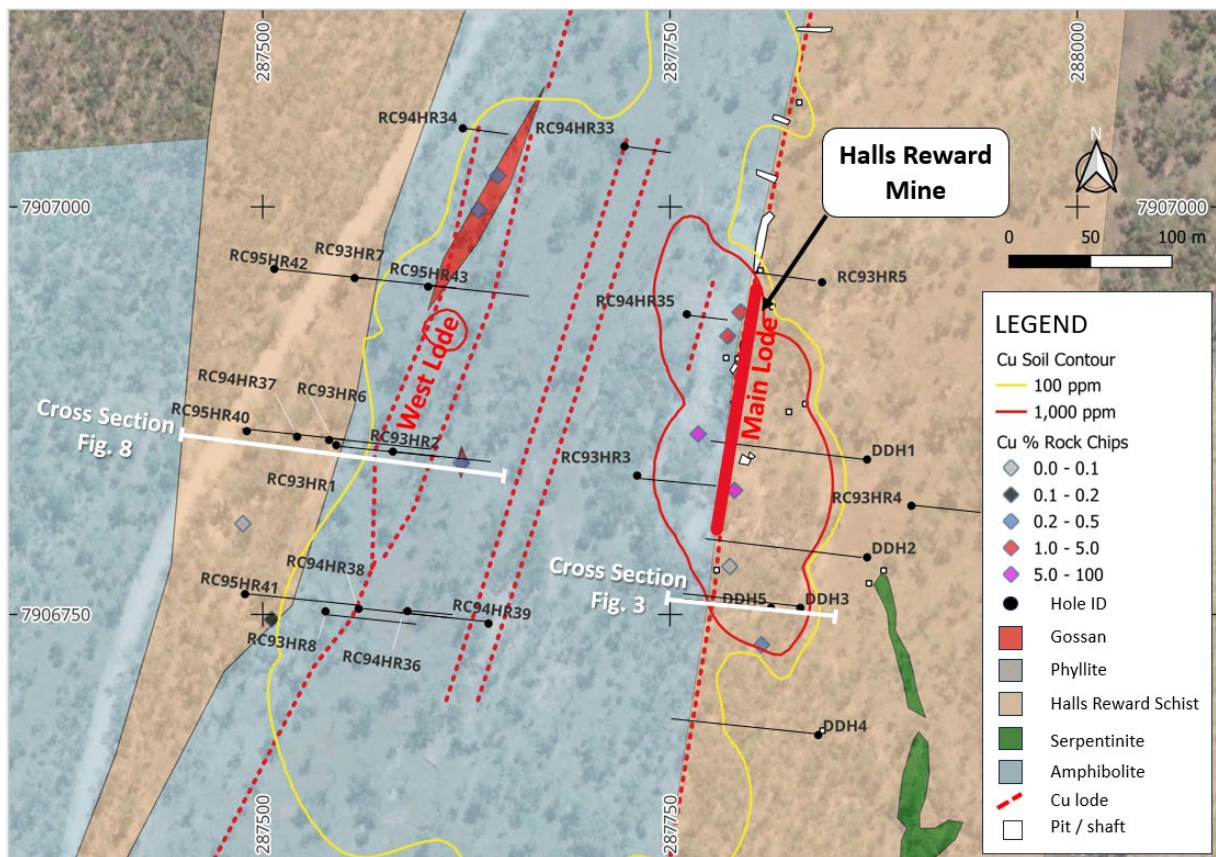 287500
287750
288000
RC94HR34
RC94HR33
Halls Reward
Mine
N
7907000
7907000
0 50 100 m
RC95HR42
RC93HR7
RC95HR43
RC93HR5
RC94HR35
West Lode
Main Lode
RC94HR37
RC93HR6
RC95HR40
RC93HR2
Cross Section
Fig. 8
RC93HR1
RC93HR3
DDH1
RC93HR4
DDH2
Cross Section
Fig. 3
RC94HR38
RC95HR41
RC94HR39
DDH5
DDH3
7906750
RC93HR8
RC94HR36
DDH4
287500
287750
LEGEND
Cu Soil Contour
100 ppm
1,000 ppm
Cu % Rock Chips
0.0 - 0.1
0.1 - 0.2
0.2 - 0.5
1.0 - 5.0
5.0 - 100
Hole ID
Gossan
Phyllite
Halls Reward Schist
Serpentinite
Amphibolite
Cu lode
Pit / shaft